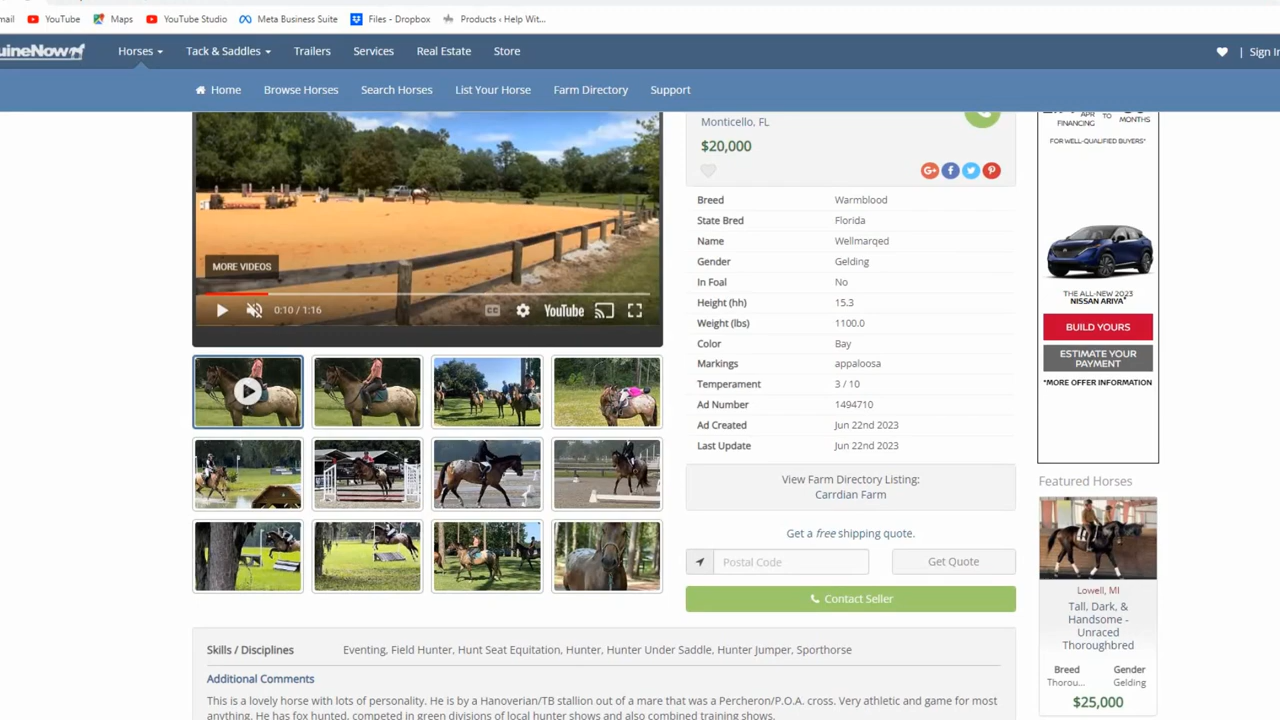 mail YouTube Maps YouTube Studio Meta Business Suite Files - Dropbox Products ‹ Help Wit...
uineNow Horses Tack & Saddles Trailers Services Real Estate Store | Sign In
Home Browse Horses Search Horses List Your Horse Farm Directory Support
Monticello, FL
$20,000
MORE VIDEOS
0:10 / 1:16 CC YouTube
Breed Warmblood
State Bred Florida
Name Wellmarqed
Gender Gelding
In Foal No
Height (hh) 15.3
Weight (lbs) 1100.0
Color Bay
Markings appaloosa
Temperament 3 / 10
Ad Number 1494710
Ad Created Jun 22nd 2023
Last Update Jun 22nd 2023
View Farm Directory Listing:
Carrdian Farm
Get a free shipping quote.
Postal Code Get Quote
Contact Seller
APR TO MONTHS
FINANCING
FOR WELL-QUALIFIED BUYERS*
THE ALL-NEW 2023
NISSAN ARIYA*
BUILD YOURS
ESTIMATE YOUR
PAYMENT
*MORE OFFER INFORMATION
Featured Horses
Lowell, MI
Tall, Dark, &
Handsome -
Unraced
Thoroughbred
Breed Gender
Thorou... Gelding
$25,000
Skills / Disciplines Eventing, Field Hunter, Hunt Seat Equitation, Hunter, Hunter Under Saddle, Hunter Jumper, Sporthorse
Additional Comments
This is a lovely horse with lots of personality. He is by a Hanoverian/TB stallion out of a mare that was a Percheron/P.O.A. cross. Very athletic and game for most
anything. He has fox hunted, competed in green divisions of local hunter shows and also combined training shows.